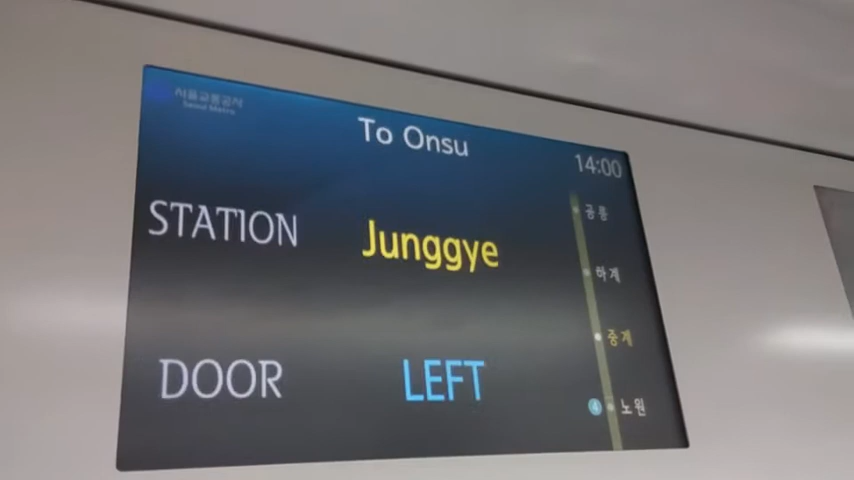 서울교통공사
Seoul Metro
To Onsu
14:00
STATION Junggye
DOOR LEFT
공릉
하계
중계
4 노원